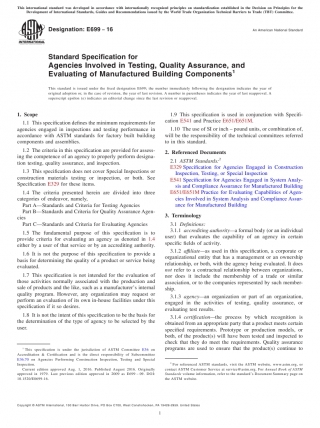 This international standard was developed in accordance with internationally recognized principles on standardization established in the Decision on Principles for the
Development of International Standards, Guides and Recommendations issued by the World Trade Organization Technical Barriers to Trade (TBT) Committee.
INTERNATIONAL
Designation: E699 − 16
An American National Standard
Standard Specification for
Agencies Involved in Testing, Quality Assurance, and
Evaluating of Manufactured Building Components1
This standard is issued under the fixed designation E699; the number immediately following the designation indicates the year of
original adoption or, in the case of revision, the year of last revision. A number in parentheses indicates the year of last reapproval. A
superscript epsilon (ε) indicates an editorial change since the last revision or reapproval.
1. Scope
1.1 This specification defines the minimum requirements for
agencies engaged in inspections and testing performance in
accordance with ASTM standards for factory built building
components and assemblies.
1.2 The criteria in this specification are provided for assess-
ing the competence of an agency to properly perform designa-
tion testing, quality assurance, and inspection.
1.3 This specification does not cover Special Inspections or
construction materials testing or inspection, or both. See
Specification E329 for these items.
1.4 The criteria presented herein are divided into three
categories of endeavor, namely,
Part A—Standards and Criteria for Testing Agencies
Part B—Standards and Criteria for Quality Assurance Agen-
cies
Part C—Standards and Criteria for Evaluating Agencies
1.5 The fundamental purpose of this specification is to
provide criteria for evaluating an agency as denoted in 1.4
either by a user of that service or by an accrediting authority.
1.6 It is not the purpose of this specification to provide a
basis for determining the quality of a product or service being
evaluated.
1.7 This specification is not intended for the evaluation of
those activities normally associated with the production and
sale of products and the like, such as a manufacturer's internal
quality program. However, any organization may request or
perform an evaluation of its own in-house facilities under this
specification if it so desires.
1.8 It is not the intent of this specification to be the basis for
the determination of the type of agency to be selected by the
user.
1 This specification is under the jurisdiction of ASTM Committee E36 on
Accreditation & Certification and is the direct responsibility of Subcommittee
E36.70 on Agencies Performing Construction Inspection, Testing and Special
Inspection.
Current edition approved Aug. 1, 2016. Published August 2016. Originally
approved in 1979. Last previous edition approved in 2009 as E699 – 09. DOI:
10.1520/E0699-16.
1.9 This specification is used in conjunction with Specifi-
cation E541 and Practice E651/E651M.
1.10 The use of SI or inch – pound units, or combination of,
will be the responsibility of the technical committees referred
to in this standard.
2. Referenced Documents
2.1 ASTM Standards:2
E329 Specification for Agencies Engaged in Construction
Inspection, Testing, or Special Inspection
E541 Specification for Agencies Engaged in System Analy-
sis and Compliance Assurance for Manufactured Building
E651/E651M Practice for Evaluating Capabilities of Agen-
cies Involved in System Analysis and Compliance Assur-
ance for Manufactured Building
3. Terminology
3.1 Definitions:
3.1.1 accrediting authority—a formal body (or an individual
user) that evaluates the capability of an agency in certain
specific fields of activity.
3.1.2 affiliate—as used in this specification, a corporate or
organizational entity that has a management or an ownership
relationship, or both, with the agency being evaluated. It does
not refer to a contractual relationship between organizations,
nor does it include the membership of a trade or similar
association, or to the companies represented by such member-
ship.
3.1.3 agency—an organization or part of an organization,
engaged in the activities of testing, quality assurance, or
evaluating test results.
3.1.4 certification—the process by which recognition is
obtained from an appropriate party that a product meets certain
specified requirements. Prototype or production models, or
both, of the product(s) will have been tested and inspected to
check that they do meet the requirements. Quality assurance
programs are used to ensure that the product(s) continue to
2 For referenced ASTM standards, visit the ASTM website, www.astm.org, or
contact ASTM Customer Service at service@astm.org. For Annual Book of ASTM
Standards volume information, refer to the standard's Document Summary page on
the ASTM website.
Copyright © ASTM International, 100 Barr Harbor Drive, PO Box C700, West Conshohocken, PA 19428-2959. United States
1